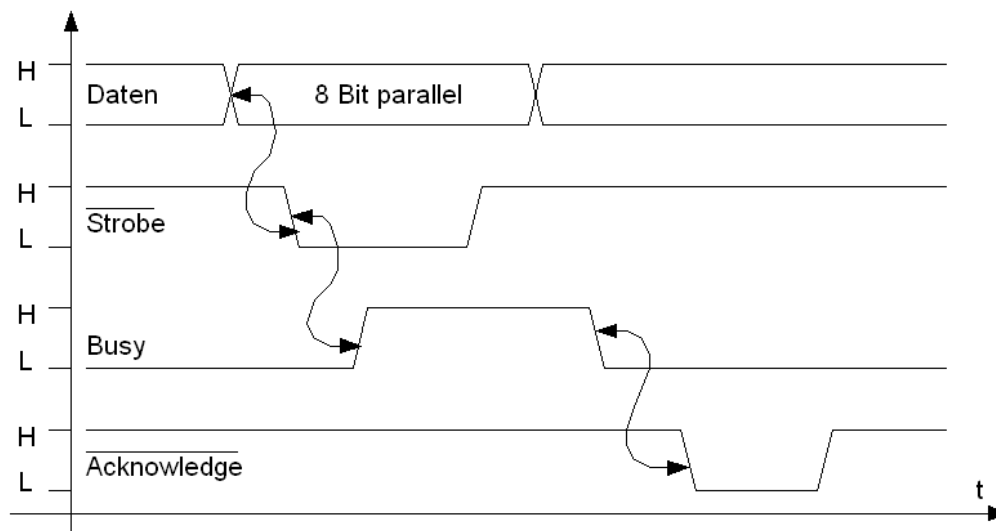 H
Daten
8 Bit parallel
L
H
Strobe
L
H
Busy
L
H
Acknowledge
L
t